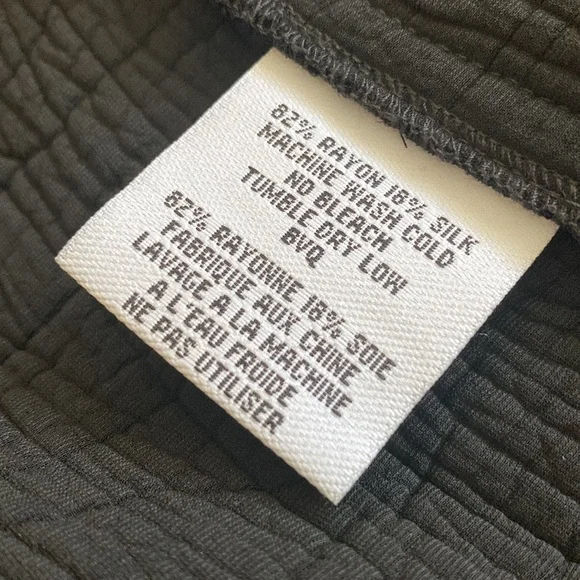 82% RAYON 18% SILK
MACHINE WASH COLD
NO BLEACH
TUMBLE DRY LOW
BVQ
82% RAYONNE 18% SOIE
FABRIQUE AUX CHINE
LAVAGE A LA MACHINE
A L'EAU FROIDE
NE PAS UTILISER